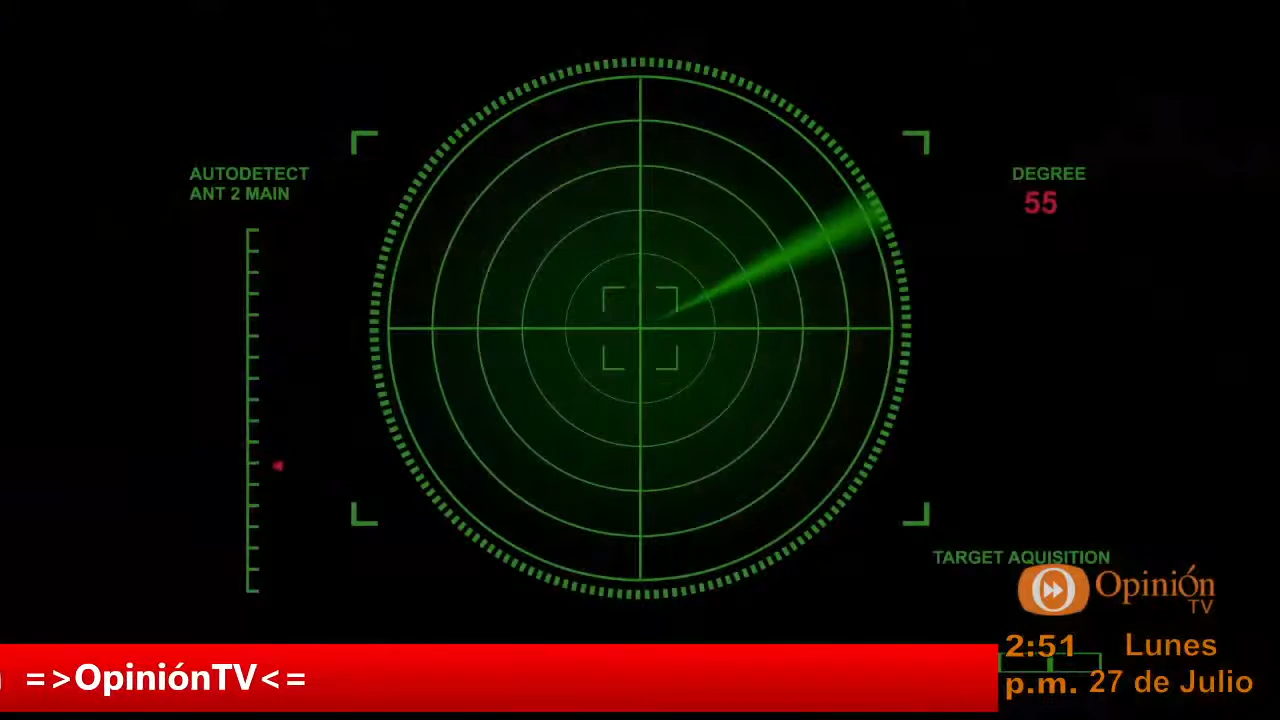 AUTODETECT
ANT 2 MAIN
DEGREE
55
TARGET AQUISITION
Opinión
TV
=>OpiniónTV<=
2:51
p.m.
Lunes
27 de Julio